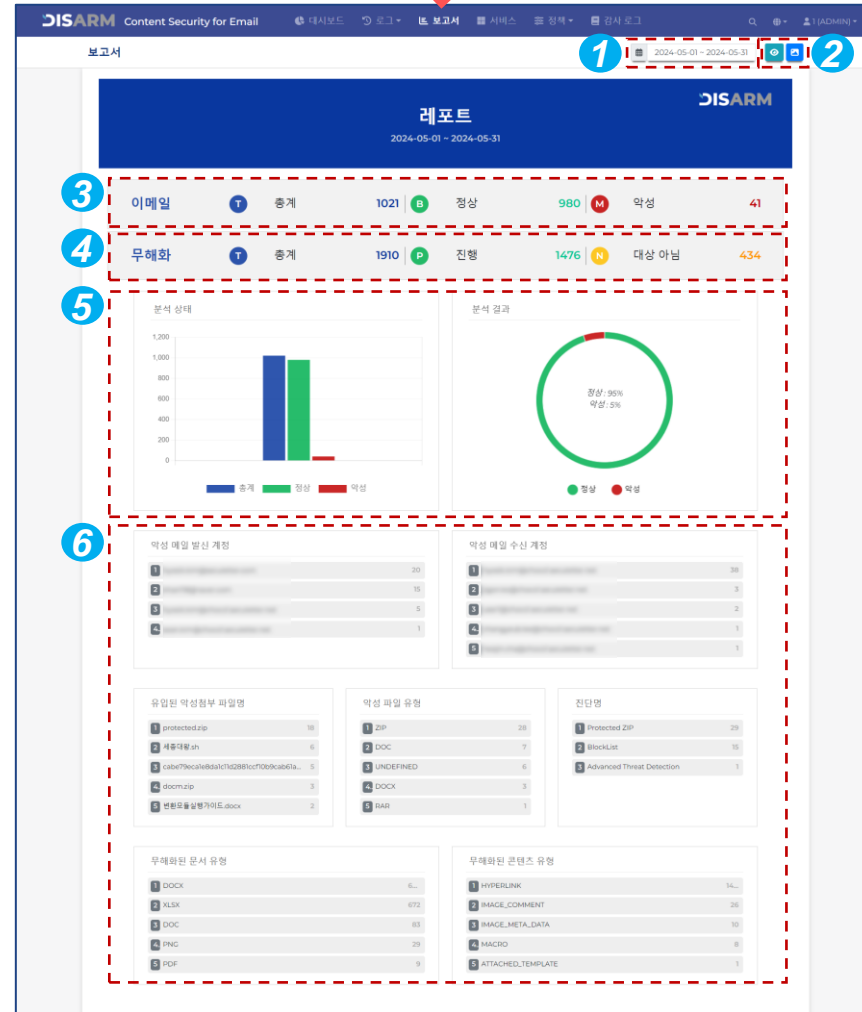 DISARM Content Security for Email 대시보드 로그 보고서 서비스 정책 감사 로그 1 (ADMIN)
보고서 1 2024-05-01 ~ 2024-05-31 2
DISARM
레포트
2024-05-01 ~ 2024-05-31
3 이메일 T 총계 1021 B 정상 980 M 악성 41
4 무해화 T 총계 1910 P 진행 1476 N 대상 아님 434
5
분석 상태
1,200
1,000
800
600
400
200
0
총계 정상 악성
분석 결과
정상 : 95%
악성 : 5%
정상 악성
6
악성 메일 발신 계정
1 20
2 15
3 5
4 1
악성 메일 수신 계정
1 38
2 3
3 2
4 1
5 1
유입된 악성첨부 파일명
1 protected.zip 19
2 세종대왕.sh 6
3 5
4 docm.zip 3
5 변환모듈실행가이드.docx 2
악성 파일 유형
1 ZIP 28
2 DOC 7
3 UNDEFINED 6
4 DOCX 3
5 RAR 1
진단명
1 Protected ZIP 29
2 BlockList 15
3 Advanced Threat Detection 1
무해화된 문서 유형
1 DOCX 6...
2 XLSX 672
3 DOC 83
4 PNG 29
5 PDF 9
무해화된 콘텐츠 유형
1 HYPERLINK 14...
2 IMAGE_COMMENT 26
3 IMAGE_META_DATA 10
4 MACRO 8
5 ATTACHED_TEMPLATE 1